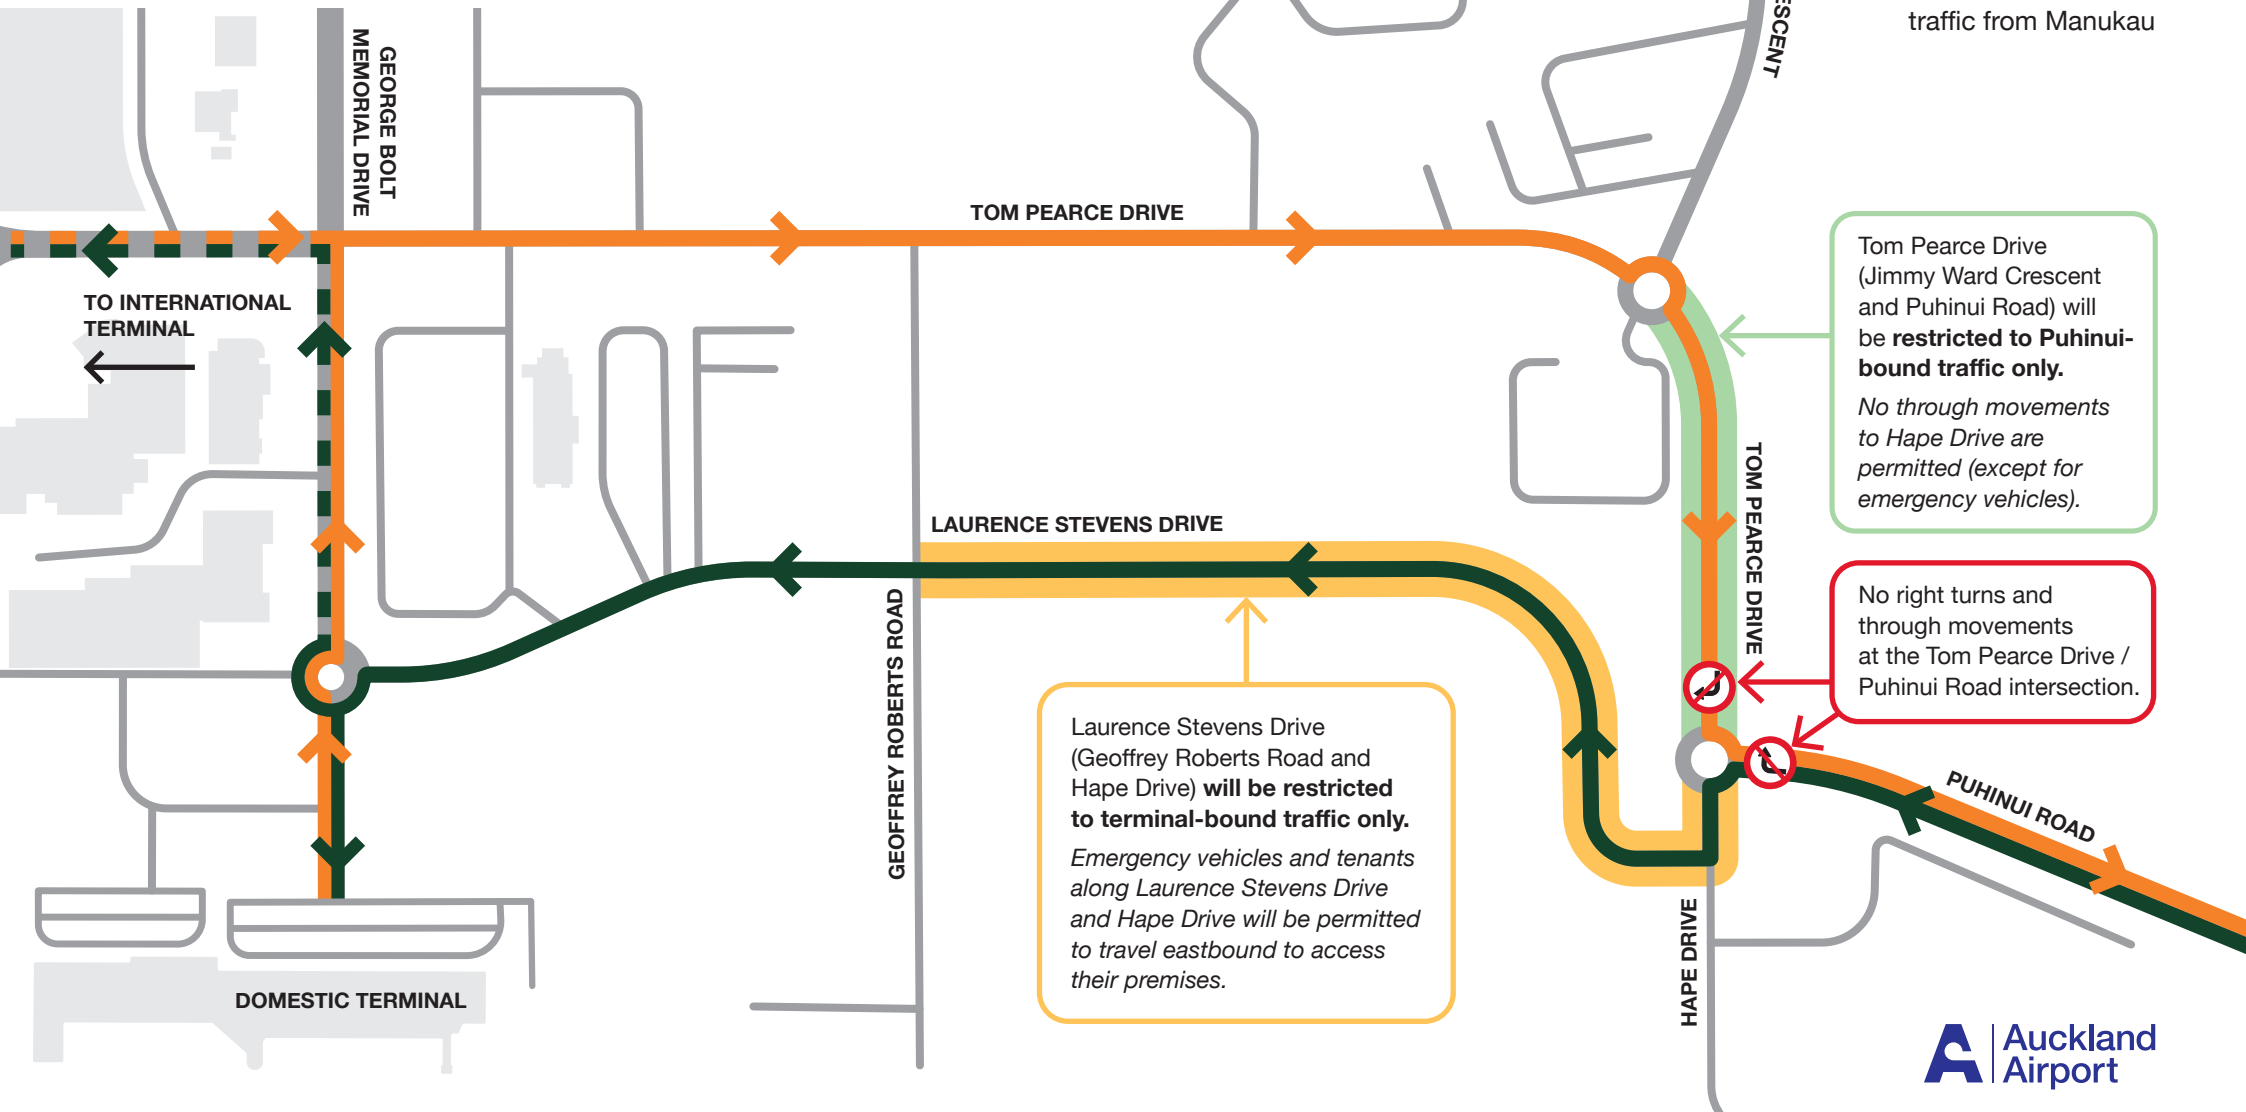 ESCENT
traffic from Manukau
GEORGE BOLT
MEMORIAL DRIVE
TOM PEARCE DRIVE
TO INTERNATIONAL
TERMINAL
Tom Pearce Drive
(Jimmy Ward Crescent
and Puhinui Road) will
be restricted to Puhinui-
bound traffic only.
No through movements
to Hape Drive are
permitted (except for
emergency vehicles).
TOM PEARCE DRIVE
LAURENCE STEVENS DRIVE
No right turns and
through movements
at the Tom Pearce Drive /
Puhinui Road intersection.
GEOFFREY ROBERTS ROAD
Laurence Stevens Drive
(Geoffrey Roberts Road and
Hape Drive) will be restricted
to terminal-bound traffic only.
Emergency vehicles and tenants
along Laurence Stevens Drive
and Hape Drive will be permitted
to travel eastbound to access
their premises.
PUHINUI ROAD
HAPE DRIVE
DOMESTIC TERMINAL
Auckland
Airport